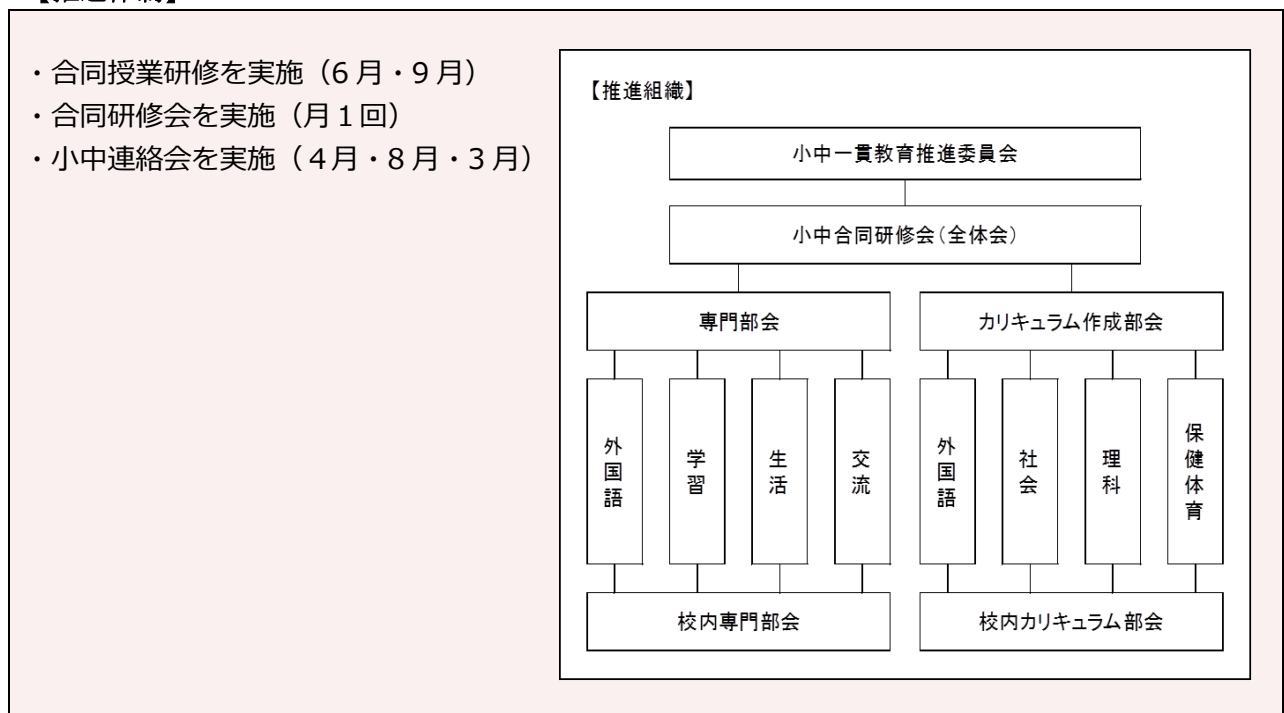 ・合同授業研修を実施（6月・9月）
・合同研修会を実施（月１回）
・小中連絡会を実施（４月・８月・３月）
【推進組織】
小中一貫教育推進委員会
小中合同研修会（全体会）
専門部会
カリキュラム作成部会
外国語
学習
生活
交流
外国語
社会
理科
保健体育
校内専門部会
校内カリキュラム部会